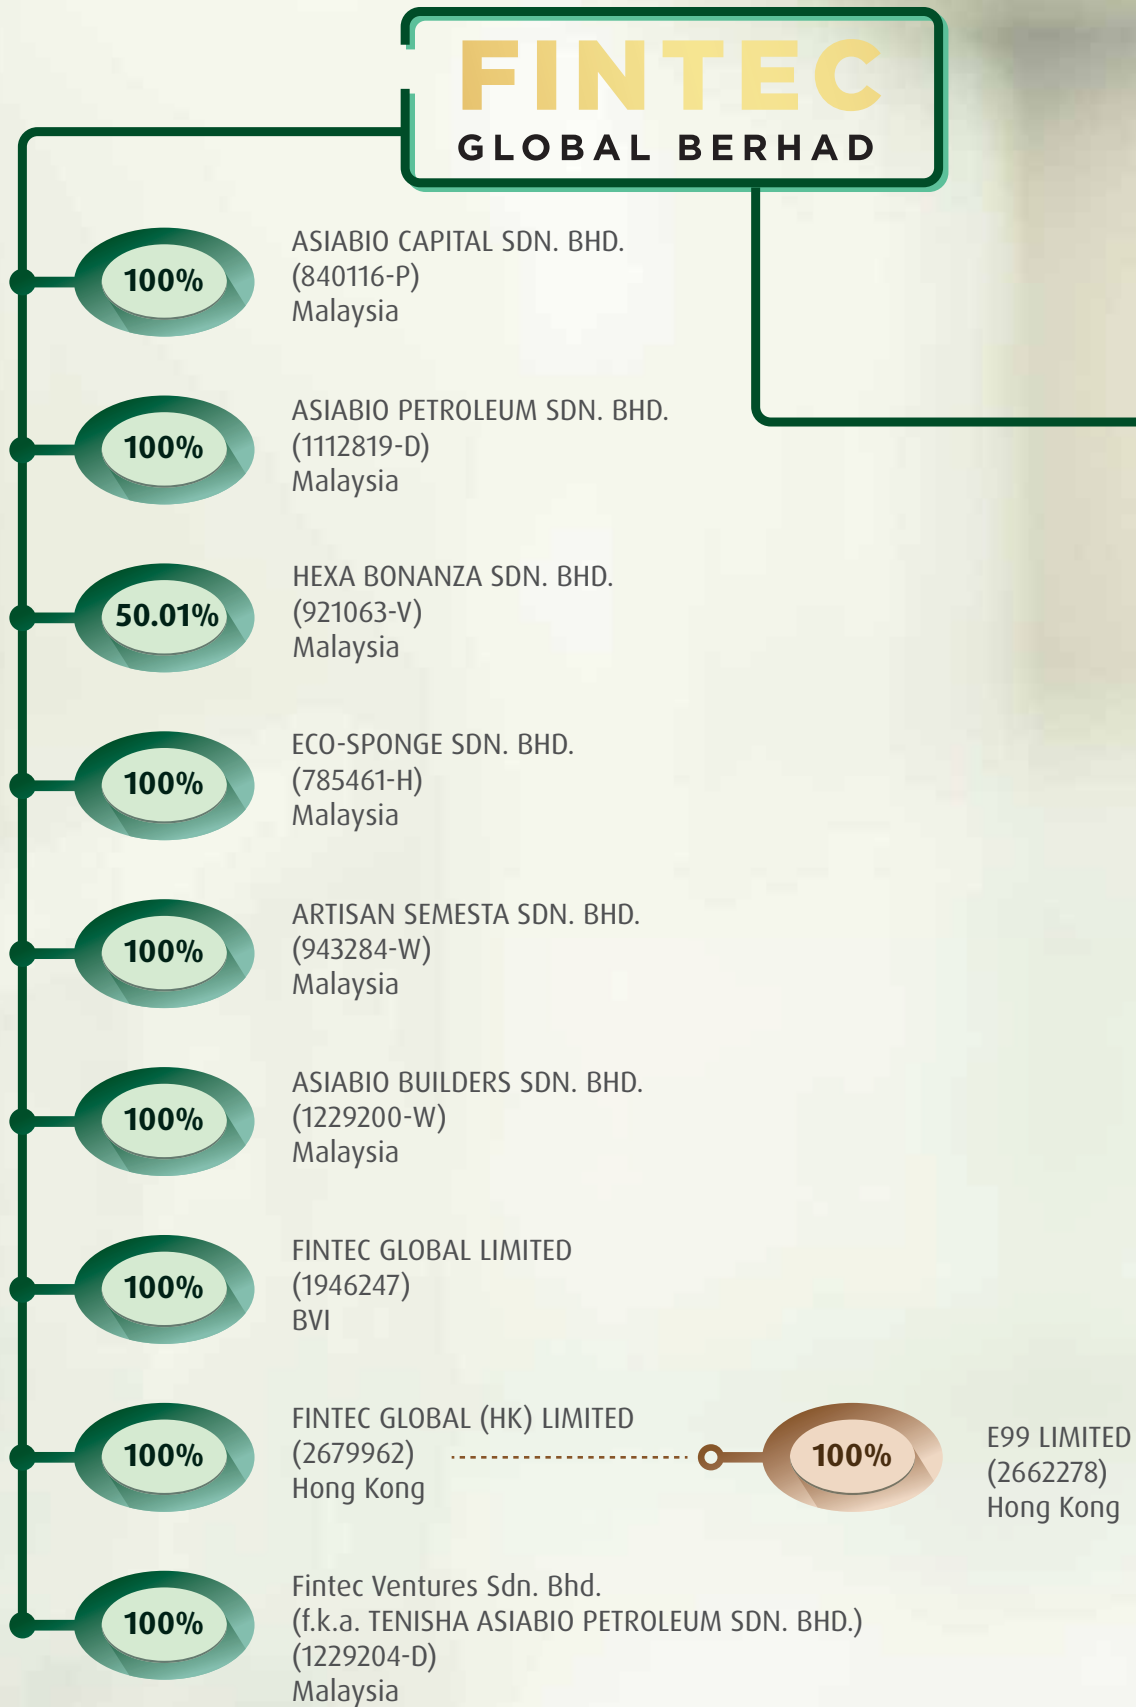 FINTEC
GLOBAL BERHAD
100%
ASIABIO CAPITAL SDN. BHD.
(840116-P)
Malaysia
100%
ASIABIO PETROLEUM SDN. BHD.
(1112819-D)
Malaysia
50.01%
HEXA BONANZA SDN. BHD.
(921063-V)
Malaysia
100%
ECO-SPONGE SDN. BHD.
(785461-H)
Malaysia
100%
ARTISAN SEMESTA SDN. BHD.
(943284-W)
Malaysia
100%
ASIABIO BUILDERS SDN. BHD.
(1229200-W)
Malaysia
100%
FINTEC GLOBAL LIMITED
(1946247)
BVI
100%
FINTEC GLOBAL (HK) LIMITED
(2679962)
Hong Kong
100%
E99 LIMITED
(2662278)
Hong Kong
100%
Fintec Ventures Sdn. Bhd.
(f.k.a. TENISHA ASIABIO PETROLEUM SDN. BHD.)
(1229204-D)
Malaysia